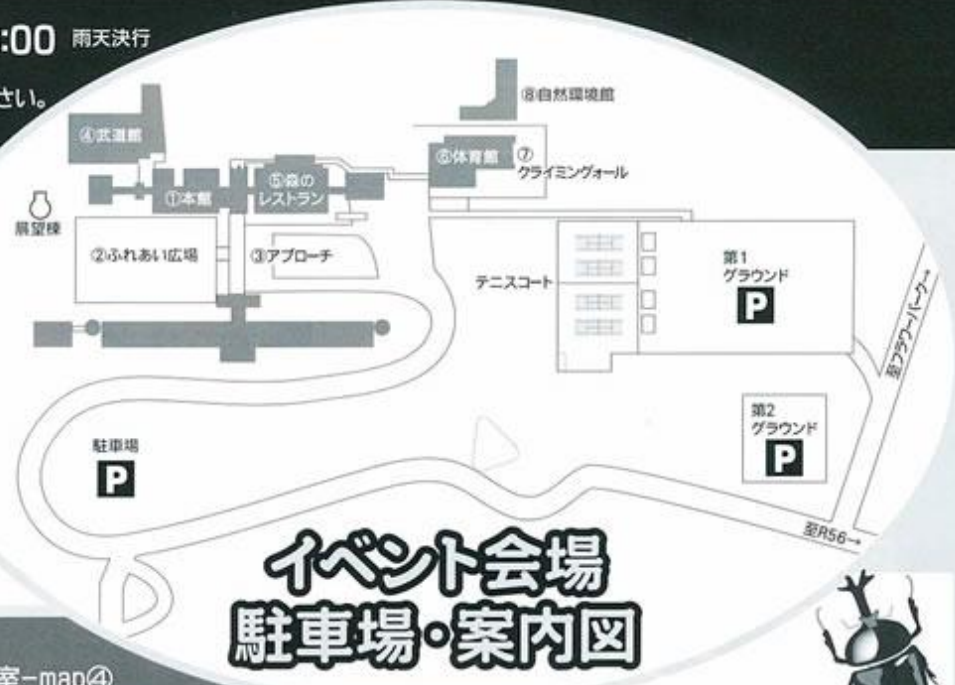 :00 雨天決行
さい。
⑧自然環境館
④武道館
⑥体育館
⑦
クライミングォール
⑤森の
レストラン
①本館
展望棟
②ふれあい広場
③アプローチ
テニスコート
第1
グラウンド
P
至フラワーパーク→
第2
グラウンド
P
駐車場
P
至R56→
イベント会場
駐車場・案内図
室-map④